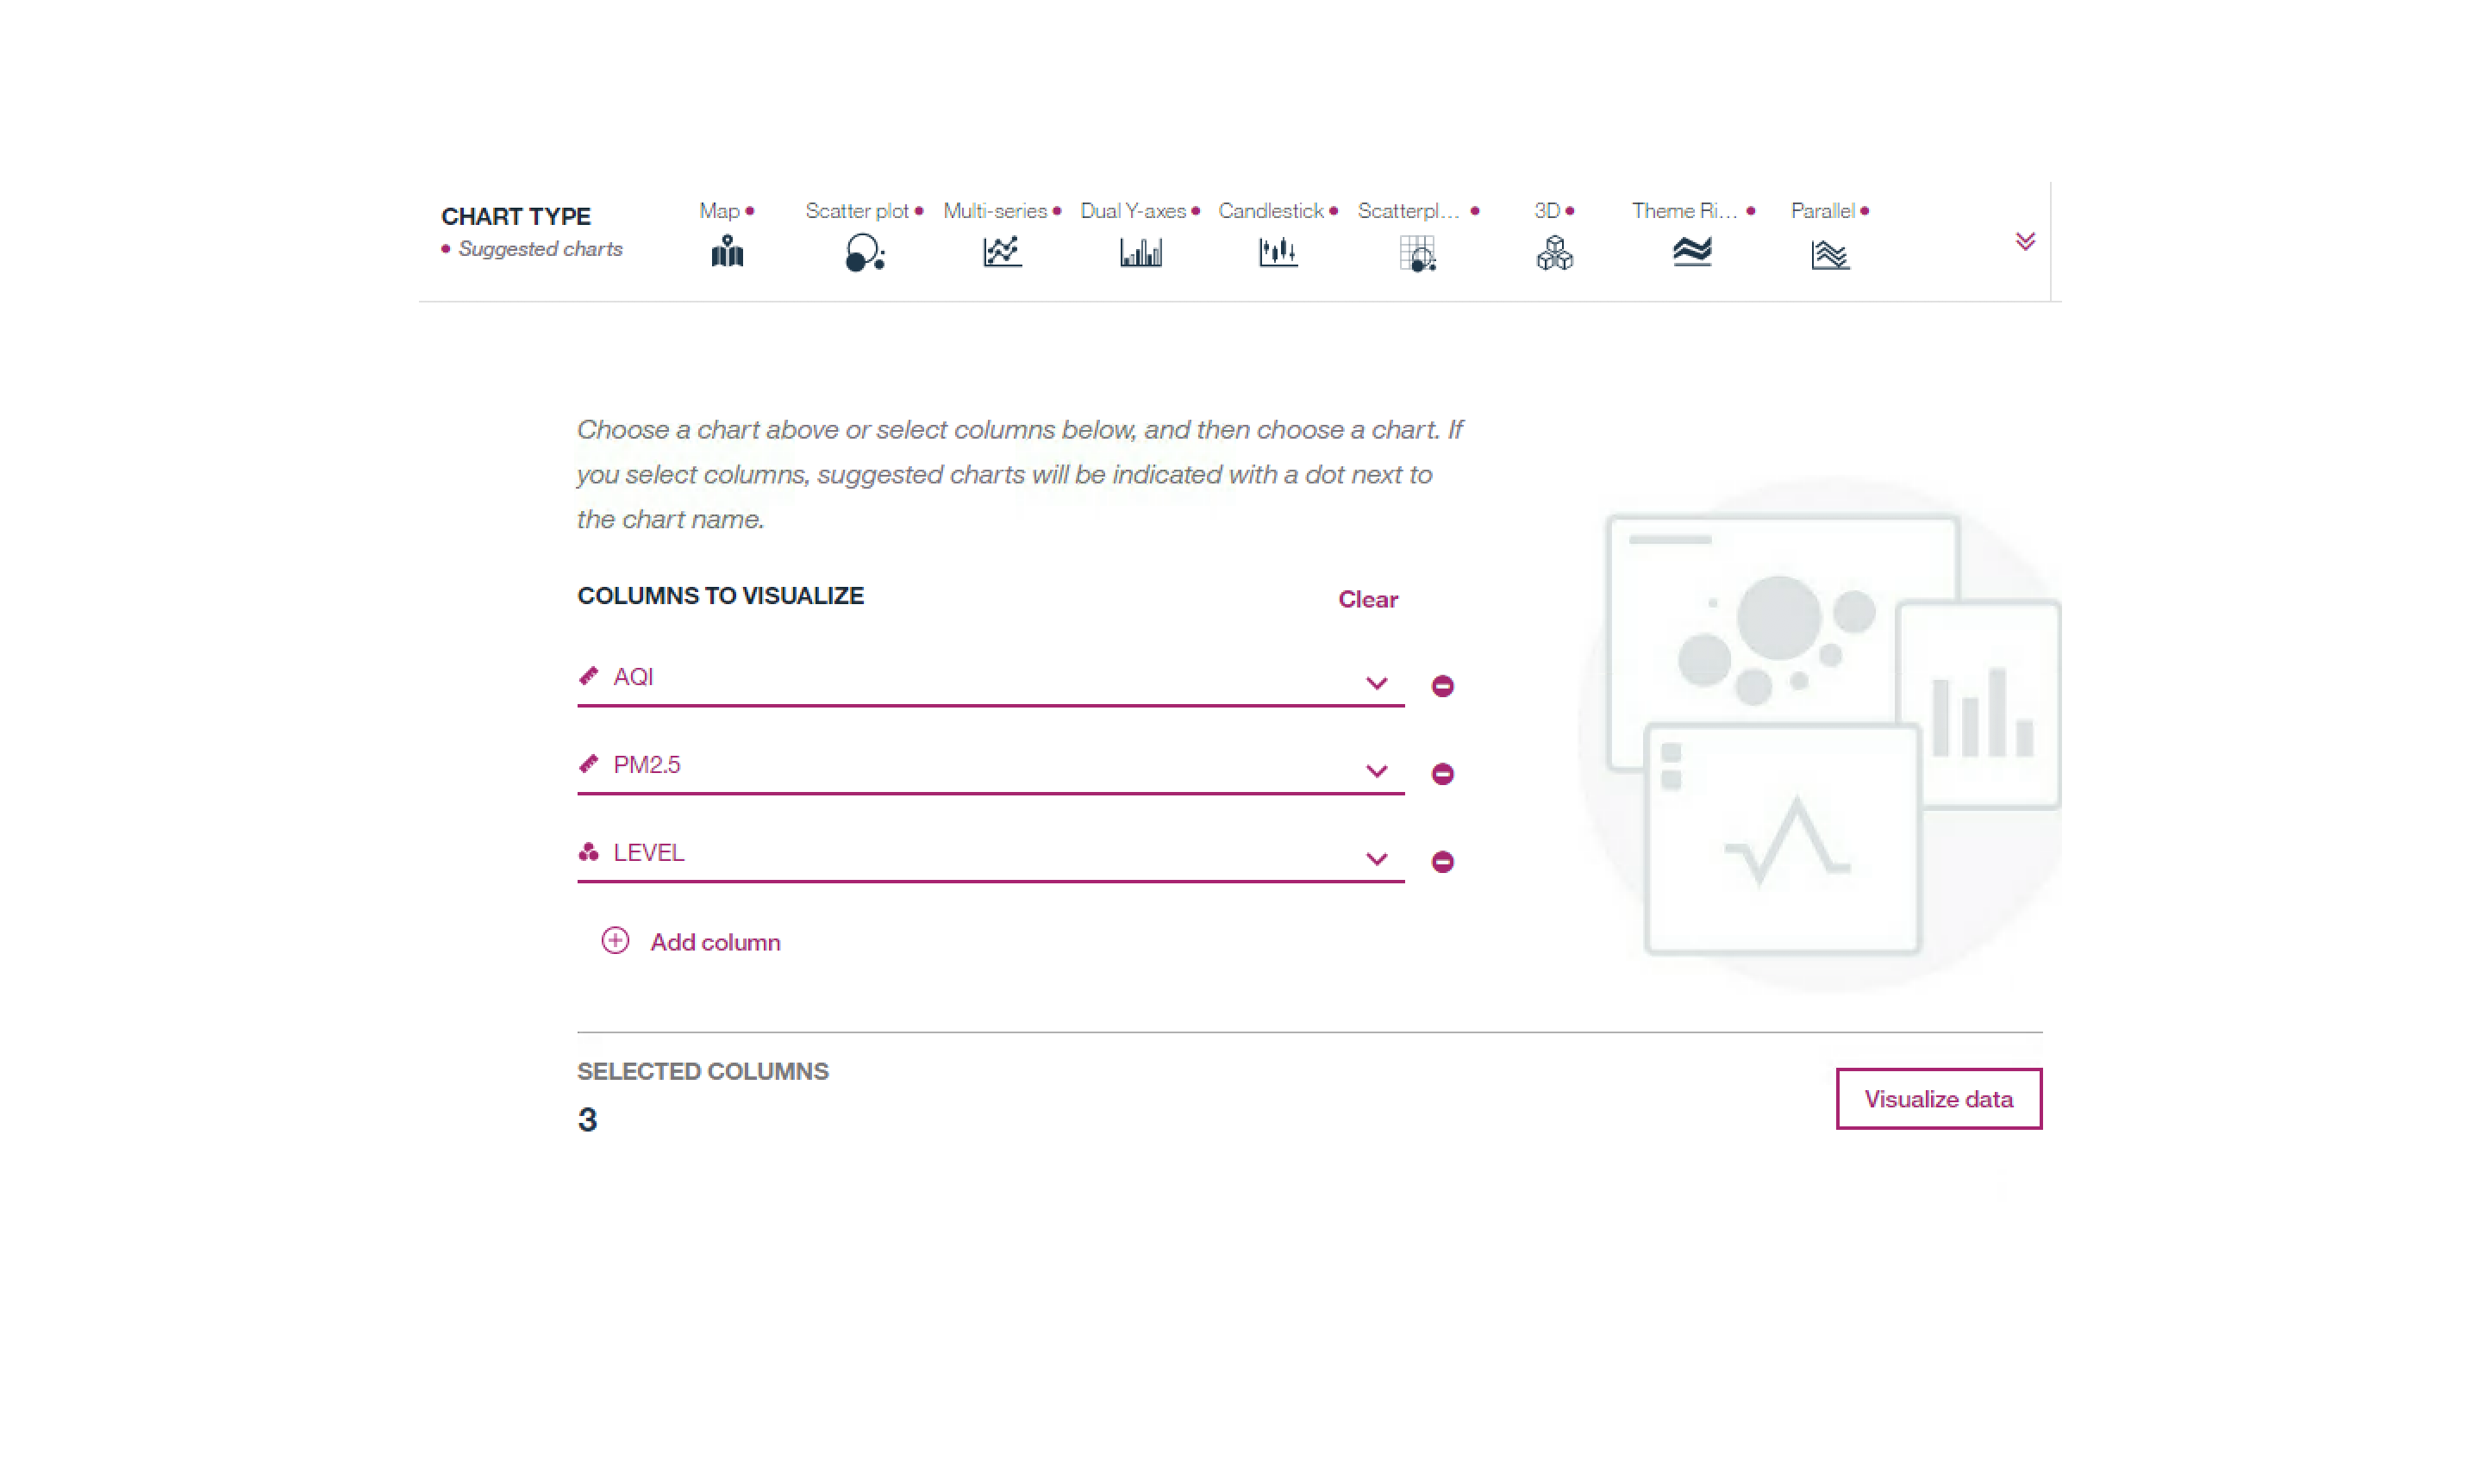 CHART TYPE
• Suggested charts
Map •
Scatter plot •
Multi-series •
Dual Y-axes •
Candlestick •
Scatterpl... •
3D •
Theme Ri... •
Parallel •
Choose a chart above or select columns below, and then choose a chart. If
you select columns, suggested charts will be indicated with a dot next to
the chart name.
COLUMNS TO VISUALIZE
Clear
AQI
PM2.5
LEVEL
Add column
SELECTED COLUMNS
3
Visualize data